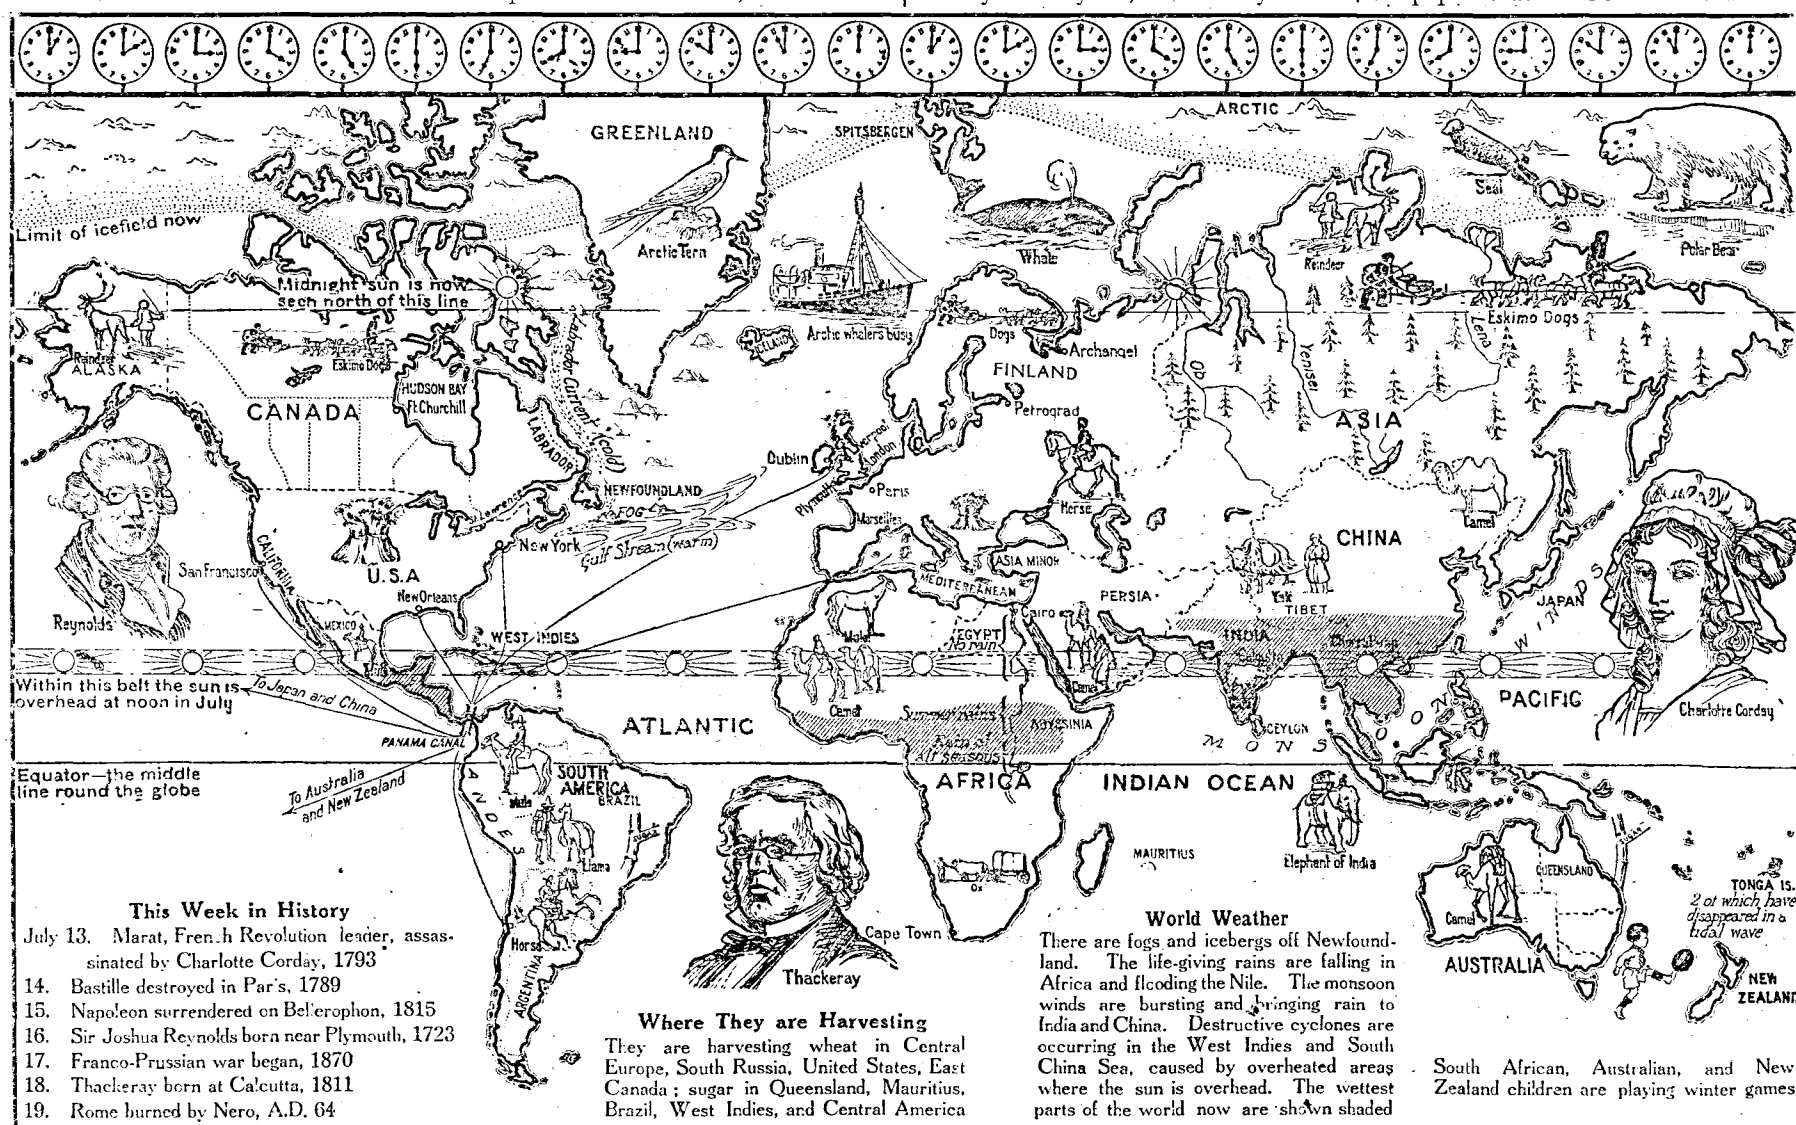 GREENLAND
SPITSBERGEN
ARCTIC
Seal
Limit of icefield now
Arctic Tern
Whale
Reindeer
Polar Bear
Midnight sun is now
seen north of this line
Labrador Current (cold)
ICELAND
Arctic whalers busy
Dogs
Archangel
Eskimo Dogs
Lena
Yenisei
Ob
Reindeer
ALASKA
Eskimo Dogs
HUDSON BAY
Ft Churchill
CANADA
LABRADOR
FINLAND
Petrograd
ASIA
Dublin
Liverpool
London
Plymouth
Paris
Marseilles
Horse
Camel
CHINA
St Lawrence
NEWFOUNDLAND
FOG
Gulf Stream (warm)
New York
U.S.A
CALIFORNIA
San Francisco
New Orleans
MEXICO
WEST INDIES
Reynolds
ASIA MINOR
MEDITERRANEAN
Cairo
PERSIA
Yak
TIBET
JAPAN
WINDS
EGYPT
No rain
INDIA
Camel
Camel
Within this belt the sun is
overhead at noon in July
To Japan and China
PANAMA CANAL
ATLANTIC
Summer rains
Rain at
all seasons
ABYSSINIA
CEYLON
MONSOON
PACIFIC
Charlotte Corday
Equator—the middle
line round the globe
To Australia
and New Zealand
SOUTH
AMERICA
BRAZIL
ANDES
Llama
Horse
ARGENTINA
AFRICA
INDIAN OCEAN
Elephant of India
MAURITIUS
Ox
Cape Town
Thackeray
QUEENSLAND
Camel
AUSTRALIA
TONGA IS.
2 of which have
disappeared in a
tidal wave
NEW
ZEALAND
This Week in History
July 13. Marat, French Revolution leader, assas-
sinated by Charlotte Corday, 1793
14. Bastille destroyed in Paris, 1789
15. Napoleon surrendered on Bellerophon, 1815
16. Sir Joshua Reynolds born near Plymouth, 1723
17. Franco-Prussian war began, 1870
18. Thackeray born at Calcutta, 1811
19. Rome burned by Nero, A.D. 64
Where They are Harvesting
They are harvesting wheat in Central
Europe, South Russia, United States, East
Canada; sugar in Queensland, Mauritius,
Brazil, West Indies, and Central America
World Weather
There are fogs and icebergs off Newfound-
land. The life-giving rains are falling in
Africa and flooding the Nile. The monsoon
winds are bursting and bringing rain to
India and China. Destructive cyclones are
occurring in the West Indies and South
China Sea, caused by overheated areas
where the sun is overhead. The wettest
parts of the world now are shown shaded
South African, Australian, and New
Zealand children are playing winter games